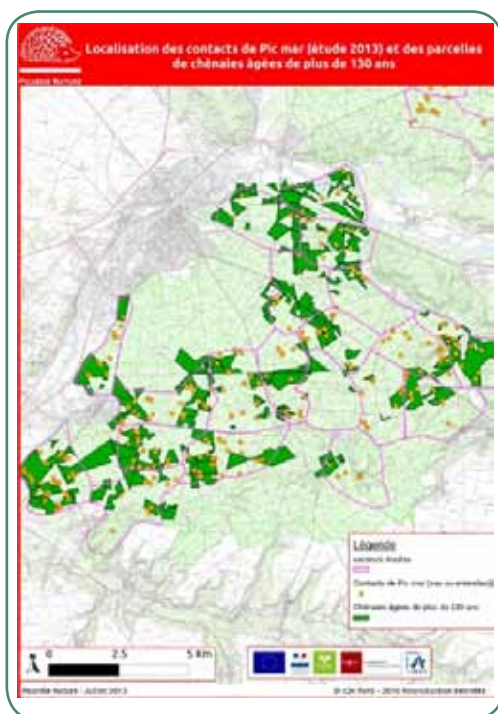 Localisation des contacts de Pic mar (étude 2013) et des parcelles
de chênaies âgées de plus de 130 ans
Picardie Nature
Légende
Contacts de Pic mar (vus ou entendus)
Chênaies âgées de plus de 130 ans
0 2.5 5 Km
Picardie Nature - Juillet 2013